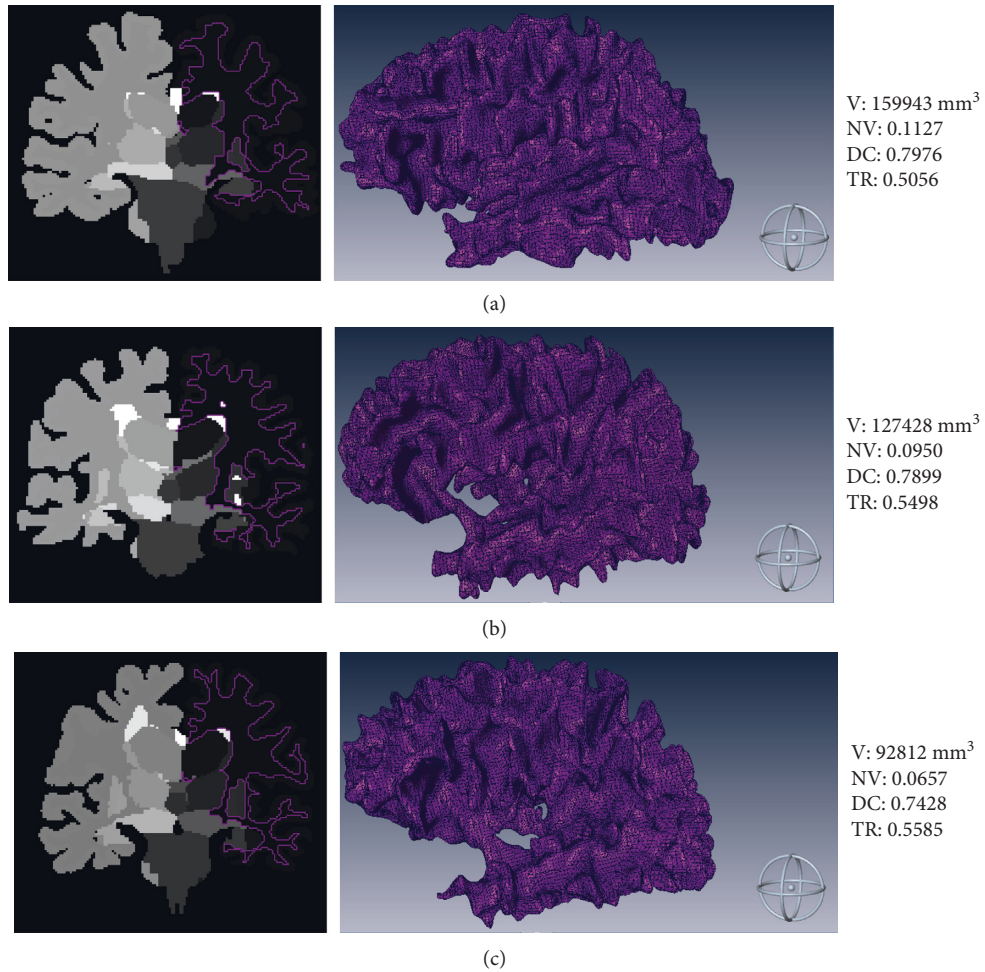 V: 159943 mm³
NV: 0.1127
DC: 0.7976
TR: 0.5056
(a)
V: 127428 mm³
NV: 0.0950
DC: 0.7899
TR: 0.5498
(b)
V: 92812 mm³
NV: 0.0657
DC: 0.7428
TR: 0.5585
(c)